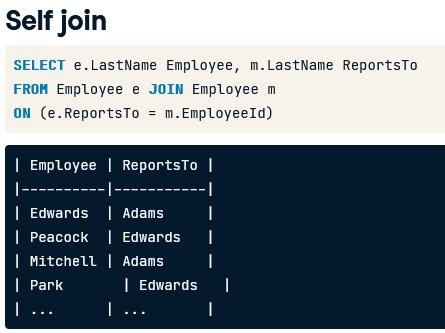 Self join
SELECT e.LastName Employee, m.LastName ReportsTo
FROM Employee e JOIN Employee m
ON (e.ReportsTo = m.EmployeeId)
| Employee | ReportsTo |
|----------|-----------|
| Edwards  | Adams     |
| Peacock  | Edwards   |
| Mitchell | Adams     |
| Park       | Edwards   |
| ...      | ...       |